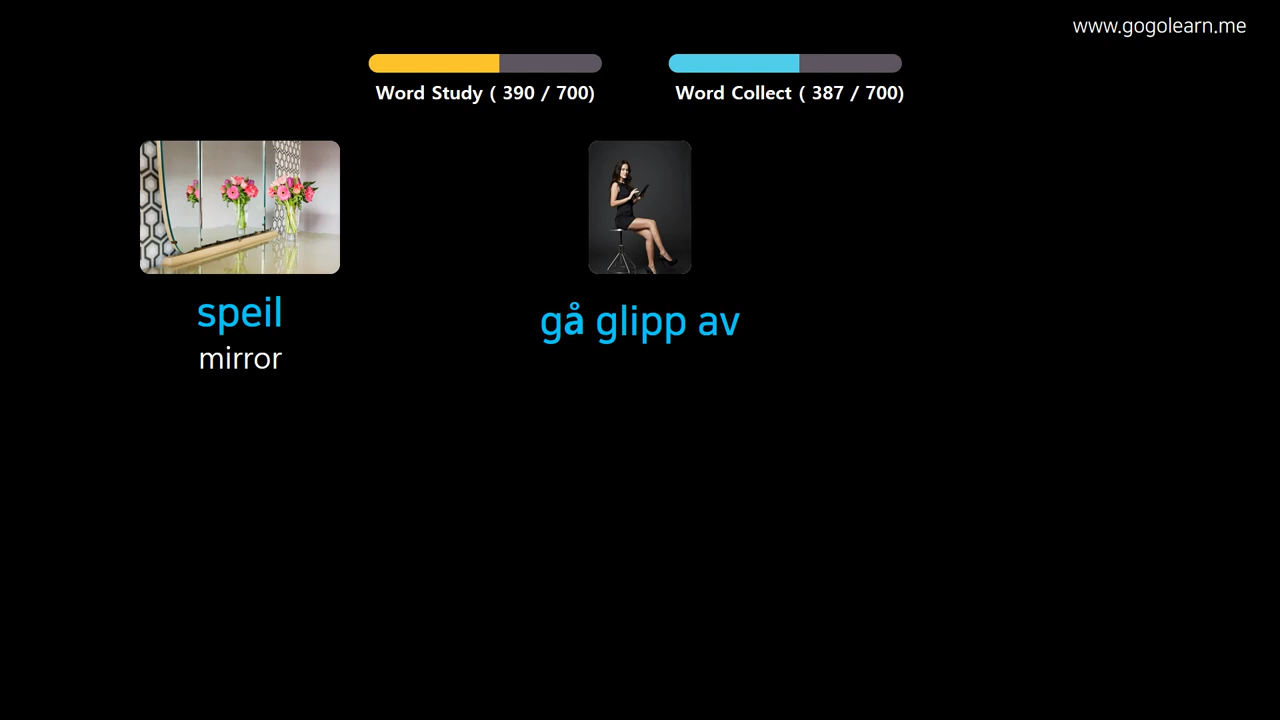 www.gogolearn.me
Word Study ( 390 / 700)
Word Collect ( 387 / 700)
speil
mirror
gå glipp av